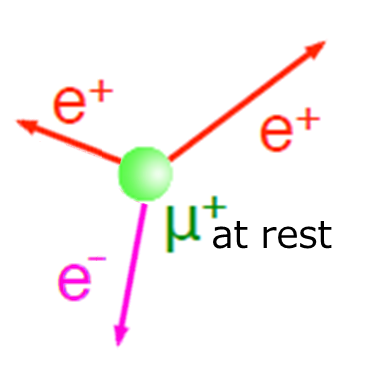 e⁺
e⁺
μ⁺ at rest
e⁻